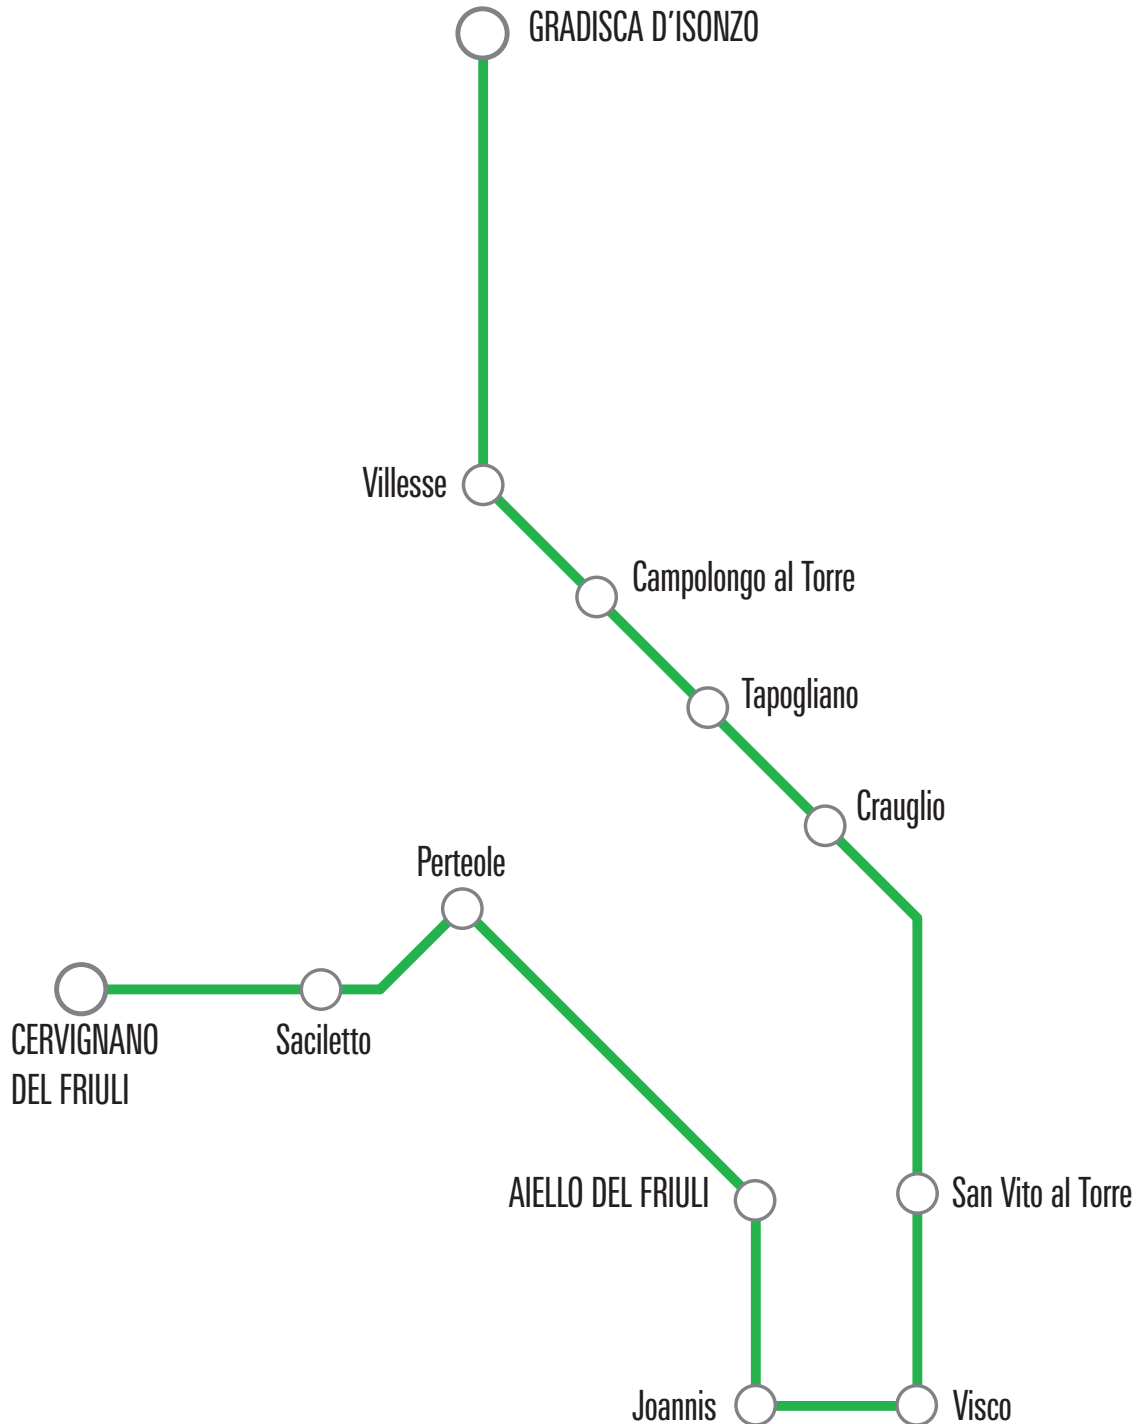 GRADISCA D'ISONZO
Villesse
Campolongo al Torre
Tapogliano
Crauglio
Perteole
CERVIGNANO
DEL FRIULI
Saciletto
AIELLO DEL FRIULI
San Vito al Torre
Joannis
Visco